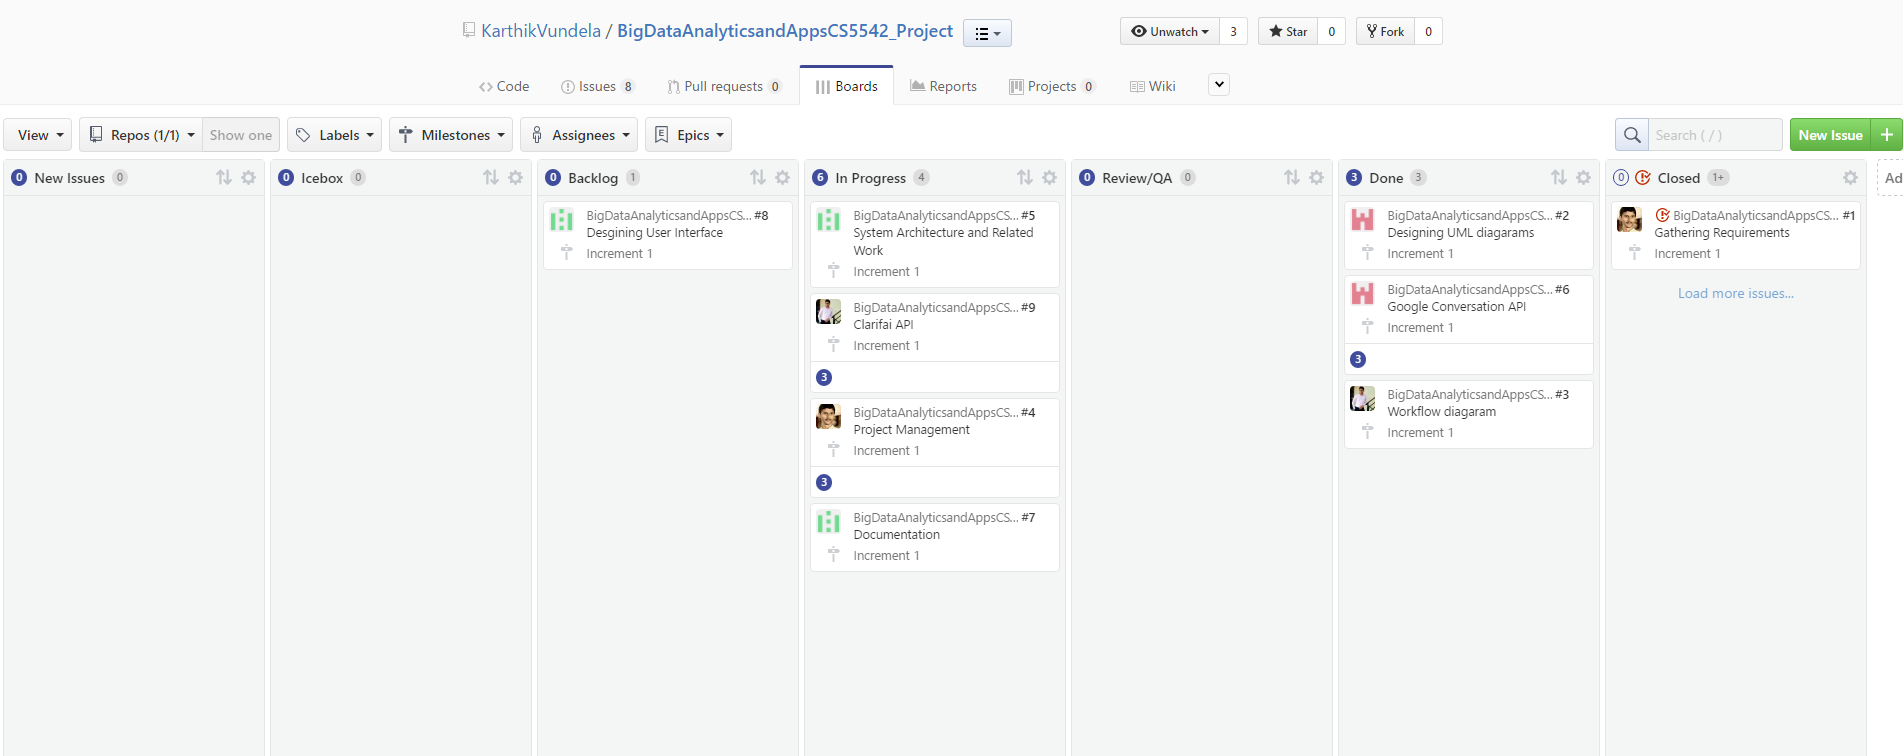 KarthikVundela / BigDataAnalyticsandAppsCS5542_Project
Unwatch 3 Star 0 Fork 0
Code Issues 8 Pull requests 0 Boards Reports Projects 0 Wiki
View Repos (1/1) Show one Labels Milestones Assignees E Epics Search ( / ) New Issue +
0 New Issues 0
0 Icebox 0
0 Backlog 1
BigDataAnalyticsandAppsCS... #8
Desgining User Interface
Increment 1
6 In Progress 4
BigDataAnalyticsandAppsCS... #5
System Architecture and Related
Work
Increment 1
BigDataAnalyticsandAppsCS... #9
Clarifai API
Increment 1
3
BigDataAnalyticsandAppsCS... #4
Project Management
Increment 1
3
BigDataAnalyticsandAppsCS... #7
Documentation
Increment 1
0 Review/QA 0
3 Done 3
BigDataAnalyticsandAppsCS... #2
Designing UML diagarams
Increment 1
BigDataAnalyticsandAppsCS... #6
Google Conversation API
Increment 1
3
BigDataAnalyticsandAppsCS... #3
Workflow diagaram
Increment 1
0 Closed 1+
BigDataAnalyticsandAppsCS... #1
Gathering Requirements
Increment 1
Load more issues...
Ad